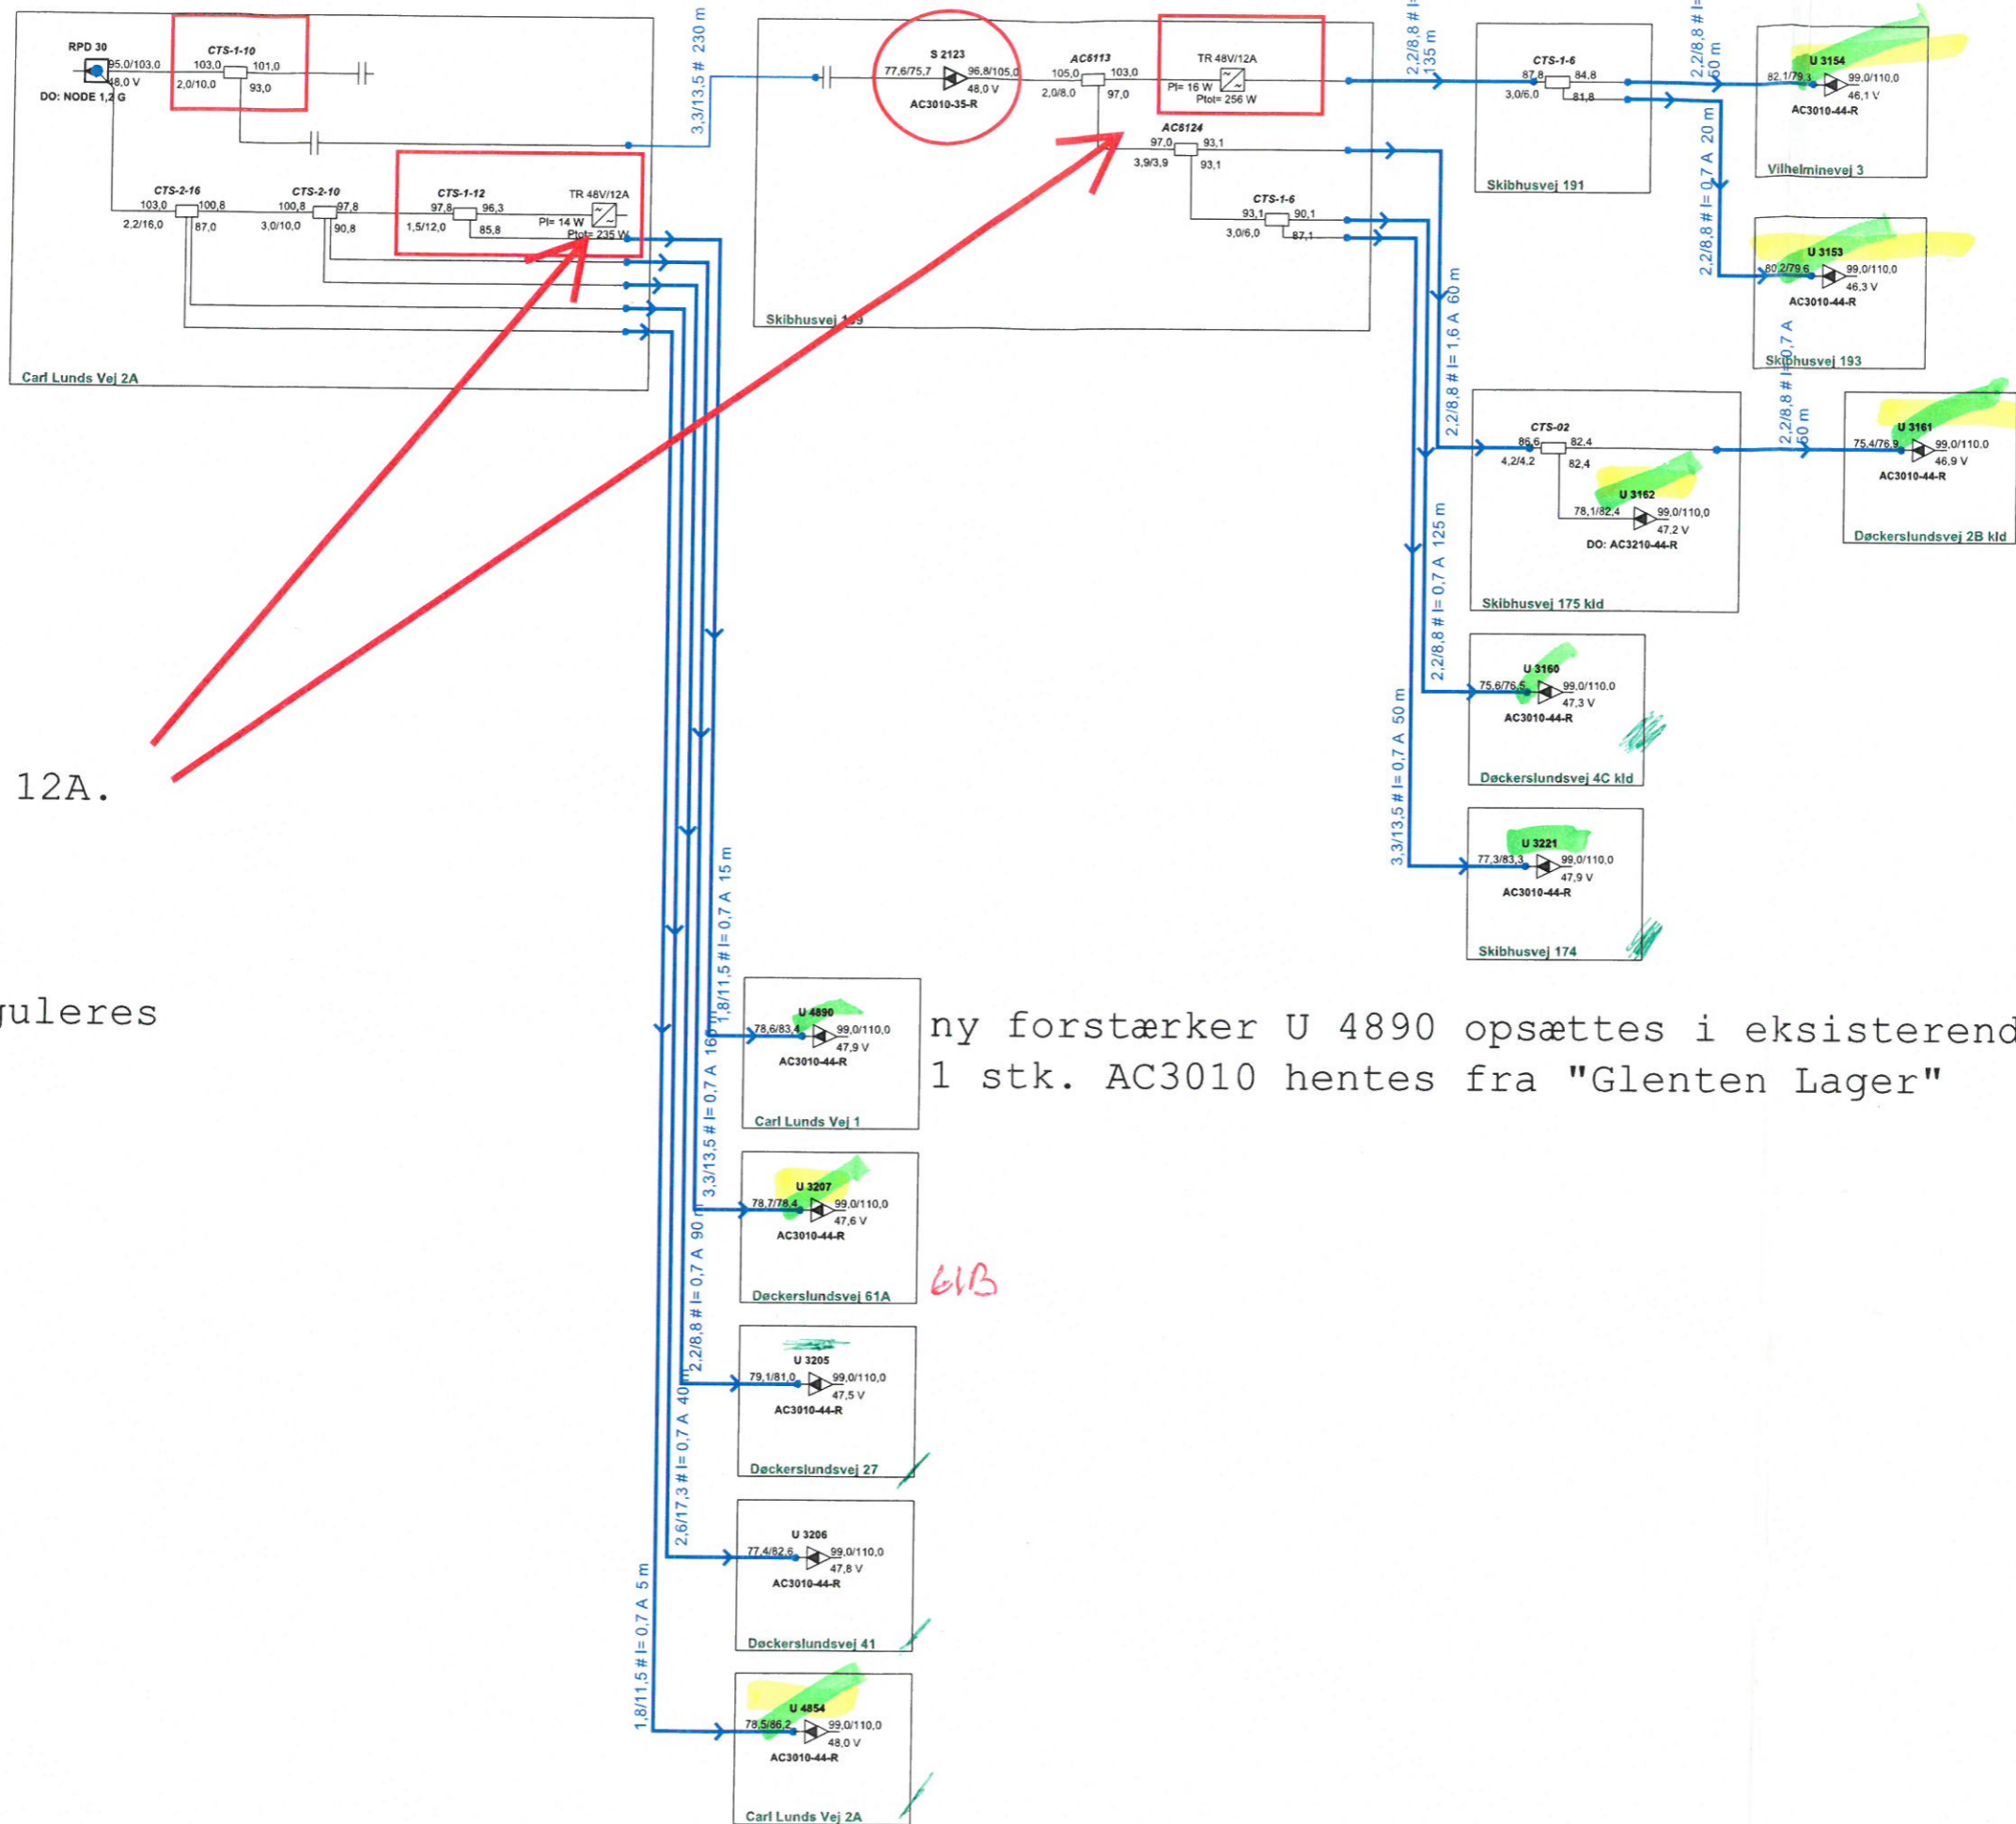 RPD 30
95,0/103,0
48,0 V
DO: NODE 1,2 G
CTS-1-10
103,0
101,0
2,0/10,0
93,0
CTS-2-16
103,0
100,8
2,2/16,0
87,0
CTS-2-10
100,8
97,8
3,0/10,0
90,8
CTS-1-12
97,8
96,3
1,5/12,0
85,8
TR 48V/12A
PI= 14 W
Ptot= 235 W
Carl Lunds Vej 2A
3,3/13,5 # 230 m
S 2123
77,6/75,7
96,8/105,0
48,0 V
AC3010-35-R
AC6113
105,0
103,0
2,0/8,0
97,0
TR 48V/12A
PI= 16 W
Ptot= 256 W
AC6124
97,0
93,1
3,9/3,9
93,1
CTS-1-6
93,1
90,1
3,0/6,0
87,1
Skibhusvej
2,2/8,8 #
135 m
CTS-1-6
87,8
84,8
3,0/6,0
81,8
Skibhusvej 191
2,2/8,8 #
60 m
2,2/8,8 # I= 0,7 A 20 m
U 3154
82,1/79,3
99,0/110,0
46,1 V
AC3010-44-R
Vilhelminevej 3
U 3153
80,2/79,6
99,0/110,0
46,3 V
AC3010-44-R
Skibhusvej 193
2,2/8,8 # I= 1,6 A 60 m
CTS-02
86,6
82,4
4,2/4,2
82,4
U 3162
78,1/82,4
99,0/110,0
47,2 V
DO: AC3210-44-R
Skibhusvej 175 kld
2,2/8,8 # I= 0,7 A
50 m
U 3161
75,4/76,9
99,0/110,0
46,9 V
AC3010-44-R
Døckerslundsvej 2B kld
2,2/8,8 # I= 0,7 A 125 m
U 3160
75,6/76,5
99,0/110,0
47,3 V
AC3010-44-R
Døckerslundsvej 4C kld
3,3/13,5 # I= 0,7 A 50 m
U 3221
77,3/83,3
99,0/110,0
47,9 V
AC3010-44-R
Skibhusvej 174
12A.
guleres
1,8/11,5 # I= 0,7 A 15 m
U 4890
78,6/83,4
99,0/110,0
47,9 V
AC3010-44-R
Carl Lunds Vej 1
ny forstærker U 4890 opsættes i eksisterend
1 stk. AC3010 hentes fra "Glenten Lager"
3,3/13,5 # I= 0,7 A
U 3207
78,7/78,4
99,0/110,0
47,6 V
AC3010-44-R
Døckerslundsvej 61A
61B
2,2/8,8 # I= 0,7 A 90 m
U 3205
79,1/81,0
99,0/110,0
47,5 V
AC3010-44-R
Døckerslundsvej 27
2,6/17,3 # I= 0,7 A 40 m
U 3206
77,4/82,6
99,0/110,0
47,8 V
AC3010-44-R
Døckerslundsvej 41
1,8/11,5 # I= 0,7 A 5 m
U 4854
78,5/86,2
99,0/110,0
48,0 V
AC3010-44-R
Carl Lunds Vej 2A